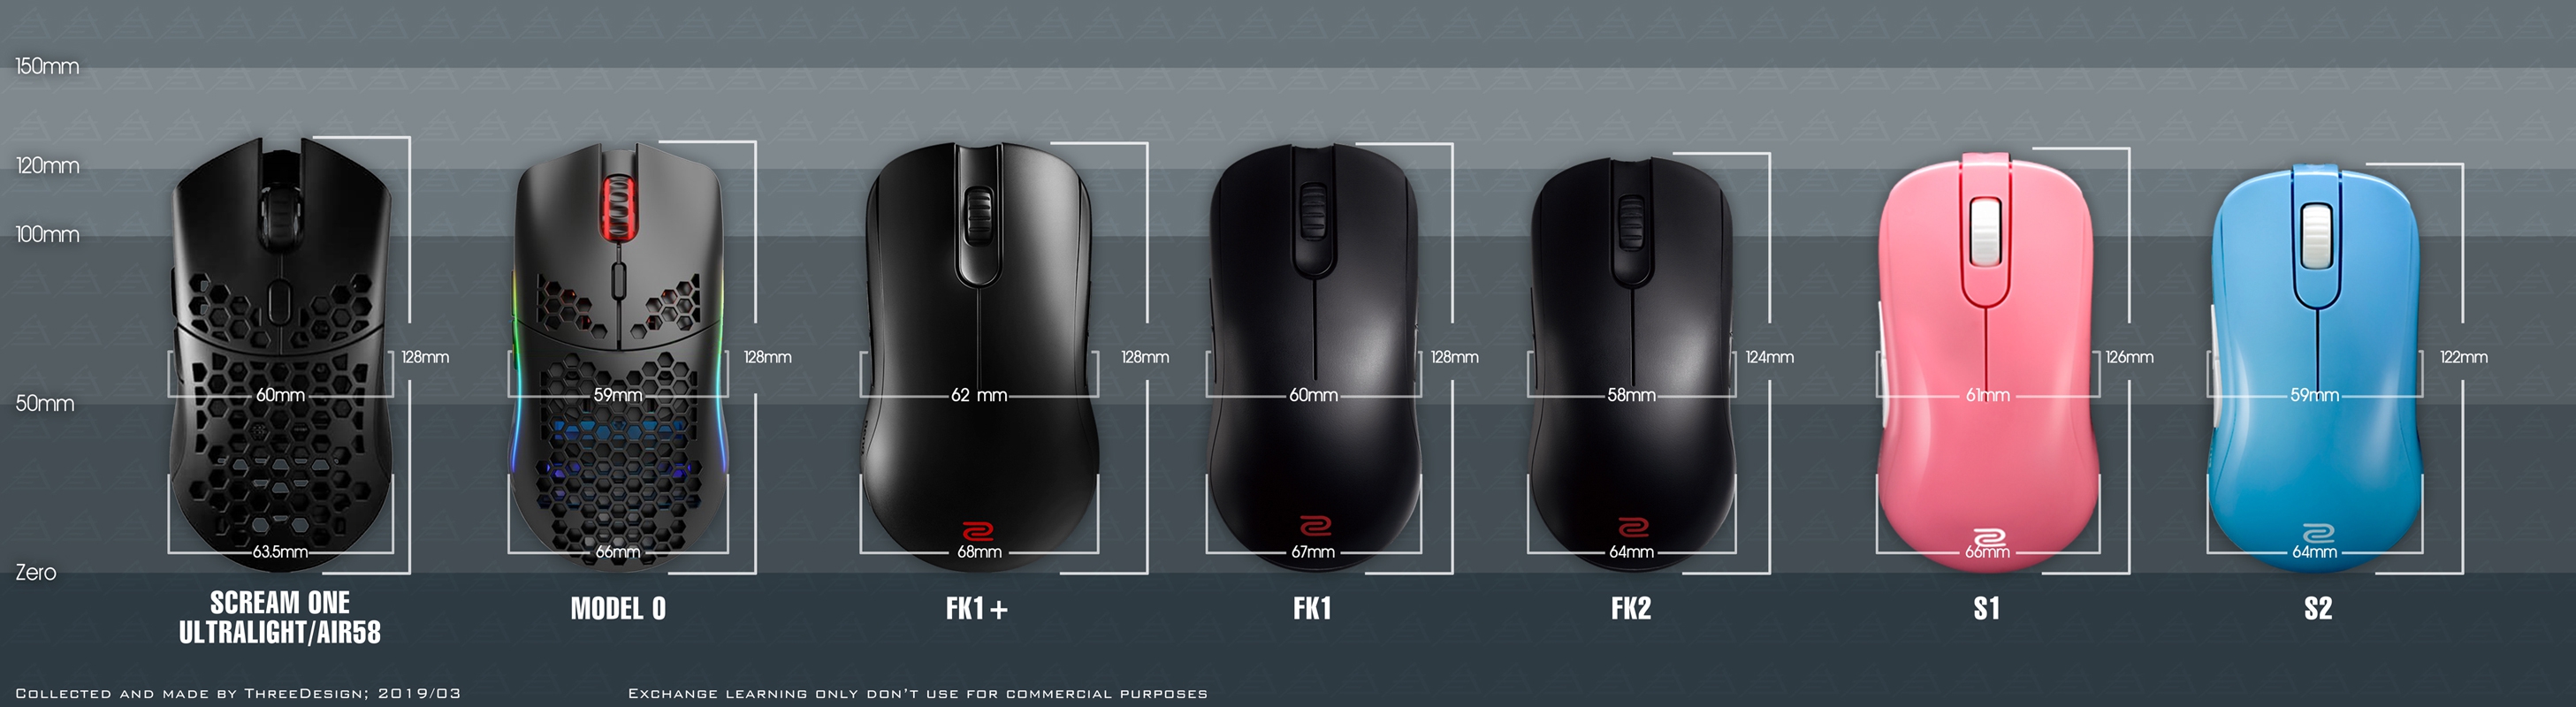 150mm
120mm
100mm
50mm
Zero
128mm
60mm
63.5mm
SCREAM ONE
ULTRALIGHT/AIR58
128mm
59mm
66mm
MODEL O
128mm
62 mm
68mm
FK1+
128mm
60mm
67mm
FK1
124mm
58mm
64mm
FK2
126mm
61mm
66mm
S1
122mm
59mm
64mm
S2
COLLECTED AND MADE BY THREEDESIGN; 2019/03
EXCHANGE LEARNING ONLY DON'T USE FOR COMMERCIAL PURPOSES